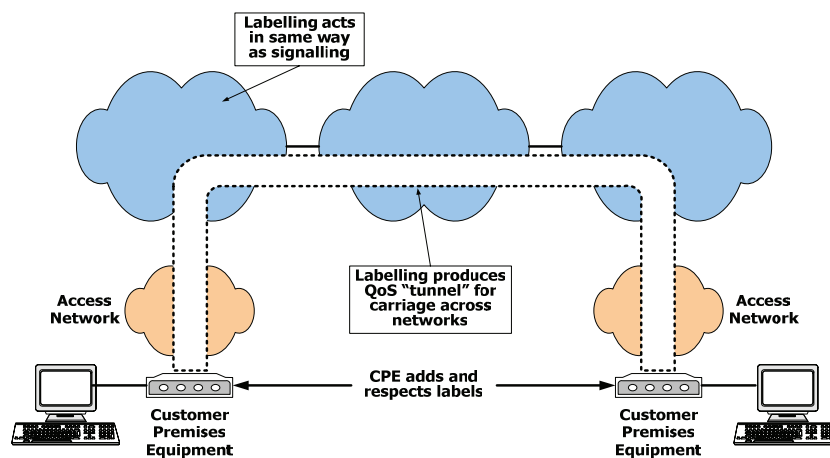 Labelling acts
in same way
as signalling
Labelling produces
QoS “tunnel” for
carriage across
networks
Access
Network
Access
Network
CPE adds and
respects labels
Customer
Premises
Equipment
Customer
Premises
Equipment